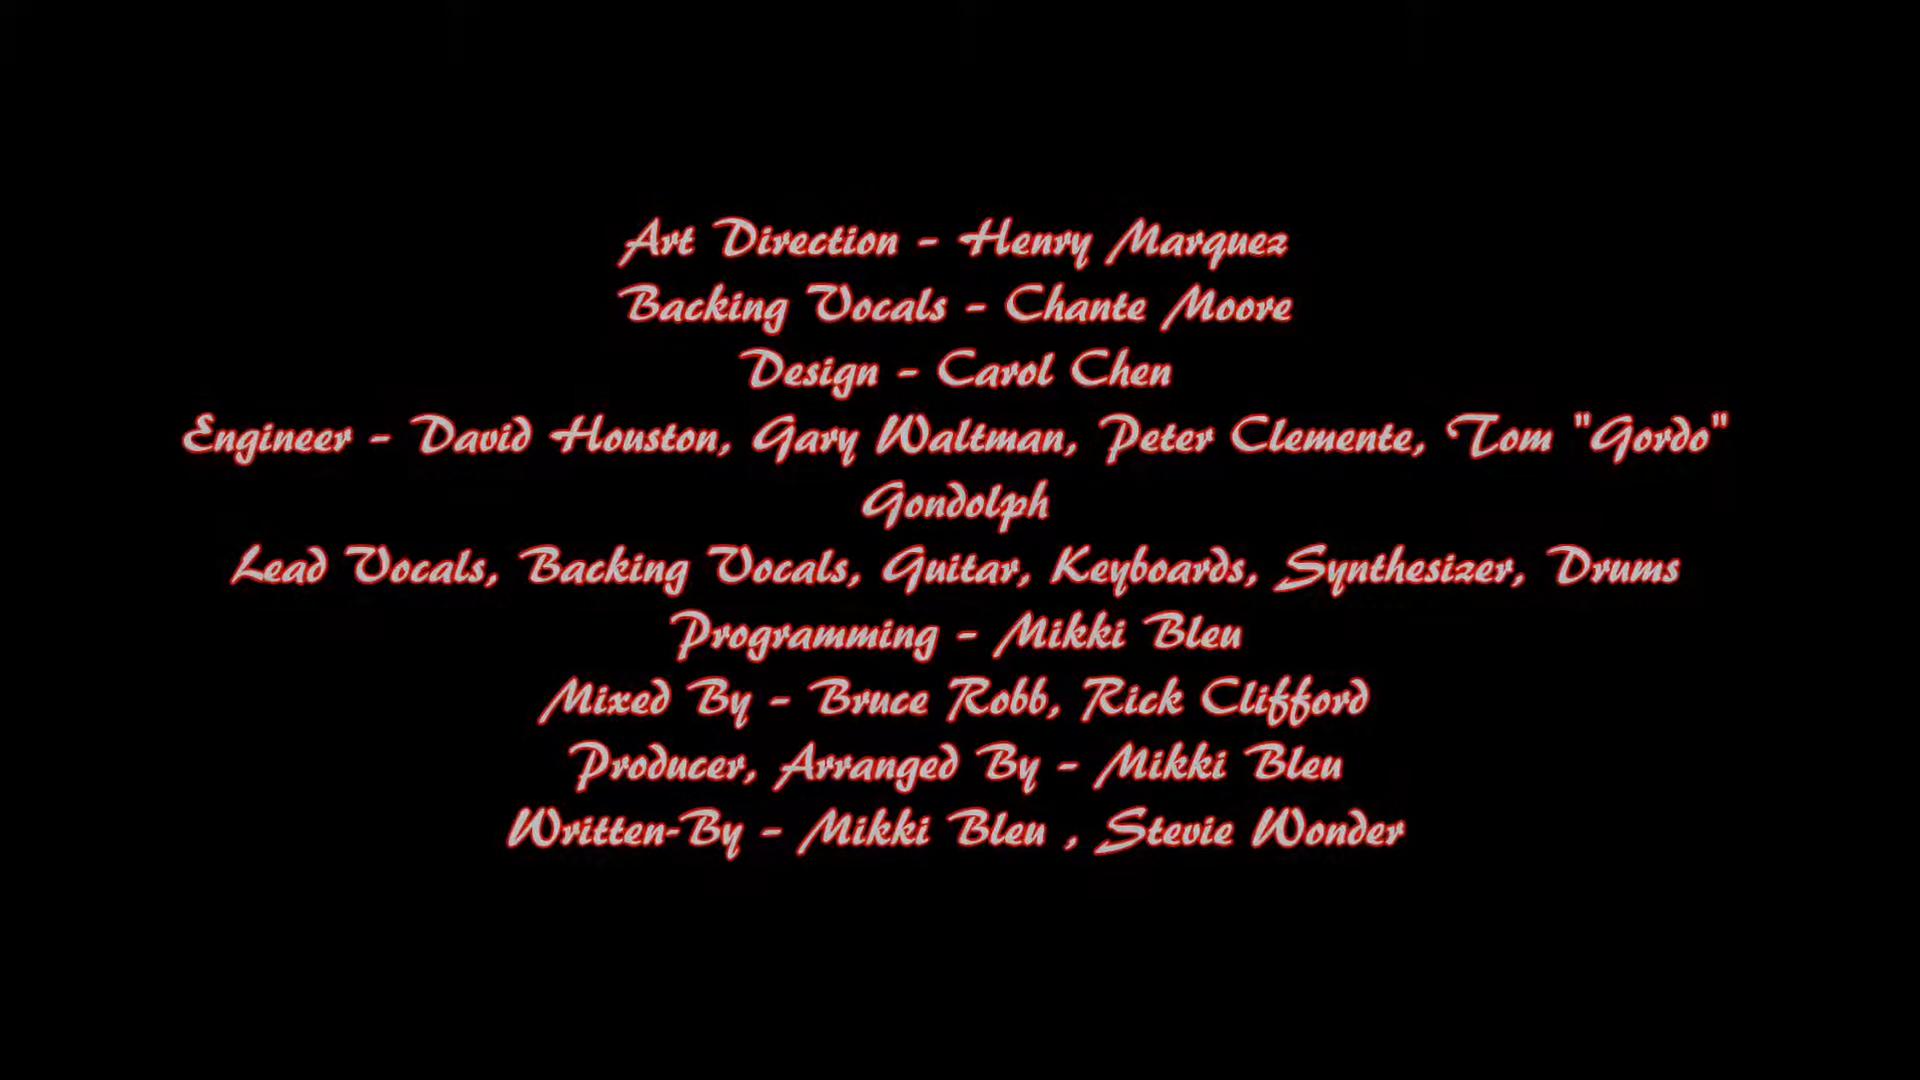 Art Direction - Henry Marquez
Backing Vocals - Chante Moore
Design - Carol Chen
Engineer - David Houston, Gary Waltman, Peter Clemente, Tom "Gordo"
Gondolph
Lead Vocals, Backing Vocals, Guitar, Keyboards, Synthesizer, Drums
Programming - Mikki Bleu
Mixed By - Bruce Robb, Rick Clifford
Producer, Arranged By - Mikki Bleu
Written-By - Mikki Bleu , Stevie Wonder